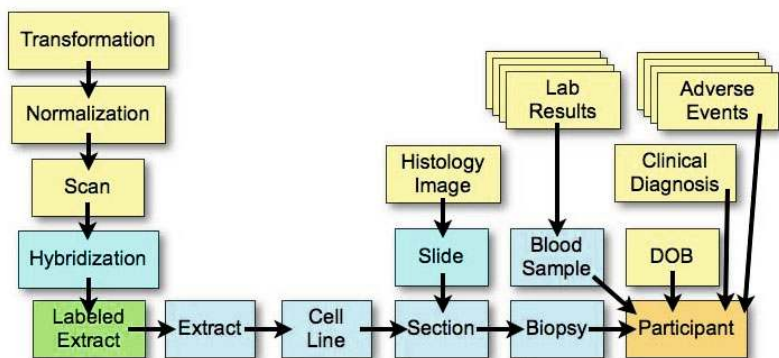 Transformation
Normalization
Scan
Hybridization
Labeled
Extract
Extract
Cell
Line
Histology
Image
Slide
Section
Lab
Results
Blood
Sample
Biopsy
Adverse
Events
Clinical
Diagnosis
DOB
Participant